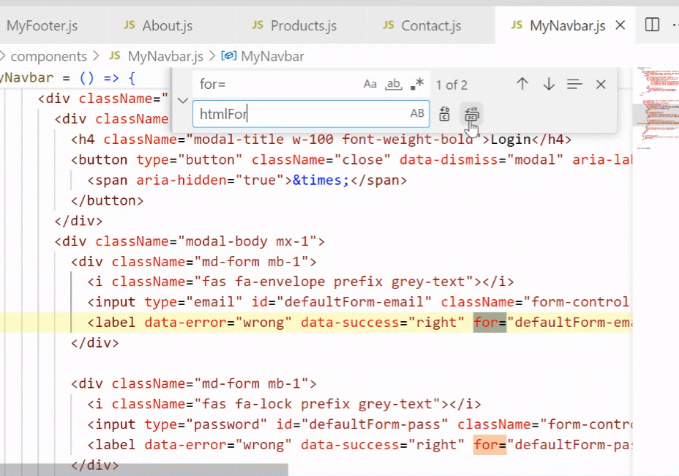 MyFooter.js JS About.js JS Products.js JS Contact.js JS MyNavbar.js
components JS MyNavbar.js MyNavbar
yNavbar = () => {
for= Aa ab 1 of 2
<div className="
htmlFor AB
<div className=
<h4 className="modal-title w-100 font-weight-bold">Login</h4>
<button type="button" className="close" data-dismiss="modal" aria-lab
<span aria-hidden="true">&times;</span>
</button>
</div>
<div className="modal-body mx-1">
<div className="md-form mb-1">
<i className="fas fa-envelope prefix grey-text"></i>
<input type="email" id="defaultForm-email" className="form-control
<label data-error="wrong" data-success="right" for="defaultForm-ema
</div>
<div className="md-form mb-1">
<i className="fas fa-lock prefix grey-text"></i>
<input type="password" id="defaultForm-pass" className="form-contro
<label data-error="wrong" data-success="right" for="defaultForm-pas
</div>